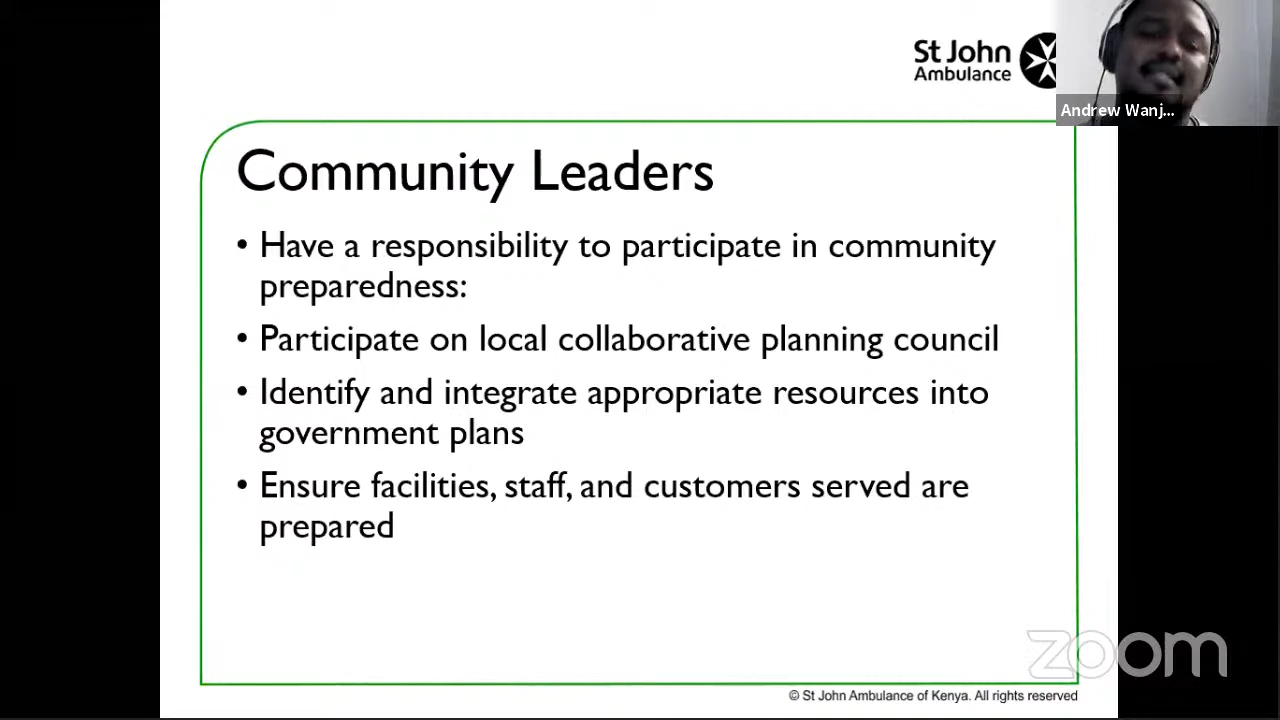 St John
Ambulance
Andrew Wanj...
Community Leaders
• Have a responsibility to participate in community
preparedness:
• Participate on local collaborative planning council
• Identify and integrate appropriate resources into
government plans
• Ensure facilities, staff, and customers served are
prepared
zoom
© St John Ambulance of Kenya. All rights reserved